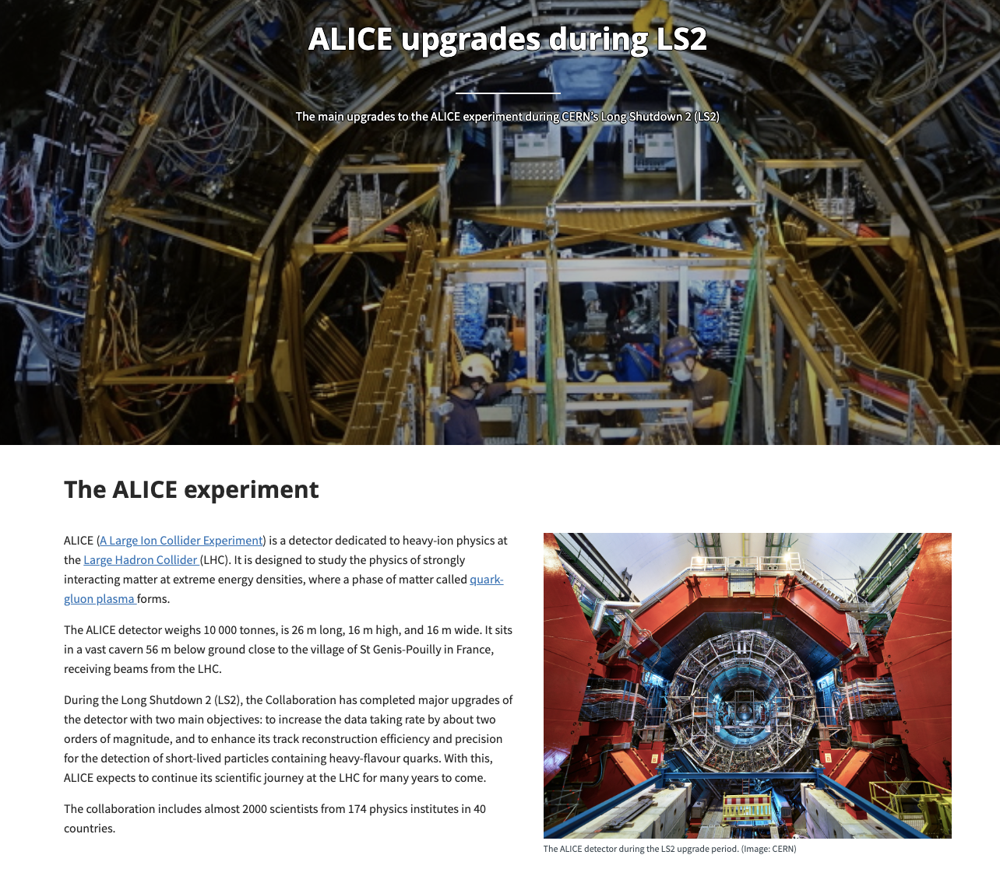 ALICE upgrades during LS2
The main upgrades to the ALICE experiment during CERN's Long Shutdown 2 (LS2)
The ALICE experiment
ALICE (A Large Ion Collider Experiment) is a detector dedicated to heavy-ion physics at
the Large Hadron Collider (LHC). It is designed to study the physics of strongly
interacting matter at extreme energy densities, where a phase of matter called quark-
gluon plasma forms.
The ALICE detector weighs 10 000 tonnes, is 26 m long, 16 m high, and 16 m wide. It sits
in a vast cavern 56 m below ground close to the village of St Genis-Pouilly in France,
receiving beams from the LHC.
During the Long Shutdown 2 (LS2), the Collaboration has completed major upgrades of
the detector with two main objectives: to increase the data taking rate by about two
orders of magnitude, and to enhance its track reconstruction efficiency and precision
for the detection of short-lived particles containing heavy-flavour quarks. With this,
ALICE expects to continue its scientific journey at the LHC for many years to come.
The collaboration includes almost 2000 scientists from 174 physics institutes in 40
countries.
The ALICE detector during the LS2 upgrade period. (Image: CERN)